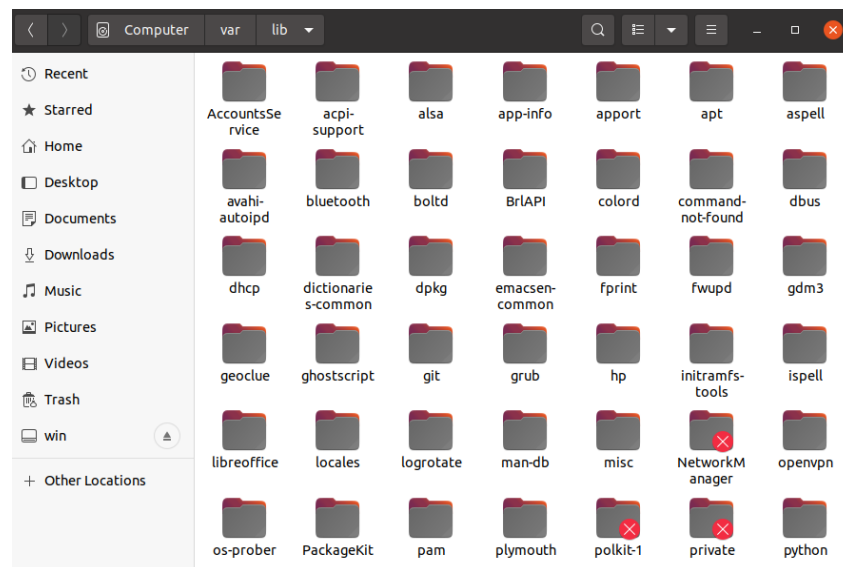 Computer var lib
Recent
Starred
Home
Desktop
Documents
Downloads
Music
Pictures
Videos
Trash
win
Other Locations
AccountsSe
rvice
acpi-
support
alsa
app-info
apport
apt
aspell
avahi-
autoipd
bluetooth
boltd
BrlAPI
colord
command-
not-found
dbus
dhcp
dictionarie
s-common
dpkg
emacsen-
common
fprint
fwupd
gdm3
geoclue
ghostscript
git
grub
hp
initramfs-
tools
ispell
libreoffice
locales
logrotate
man-db
misc
NetworkM
anager
openvpn
os-prober
PackageKit
pam
plymouth
polkit-1
private
python